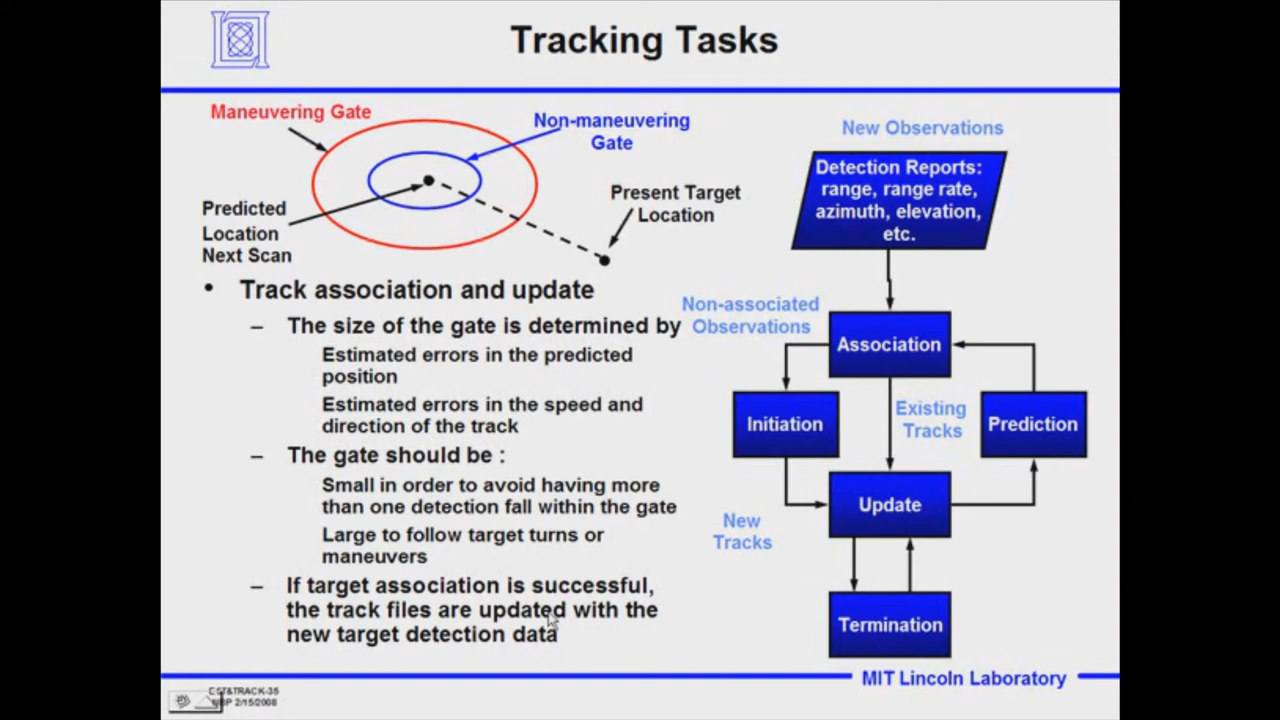 Tracking Tasks
Maneuvering Gate
Non-maneuvering
Gate
Predicted
Location
Next Scan
Present Target
Location
• Track association and update
– The size of the gate is determined by
Estimated errors in the predicted
position
Estimated errors in the speed and
direction of the track
– The gate should be :
Small in order to avoid having more
than one detection fall within the gate
Large to follow target turns or
maneuvers
– If target association is successful,
the track files are updated with the
new target detection data
New Observations
Detection Reports:
range, range rate,
azimuth, elevation,
etc.
Non-associated
Observations
Association
Initiation
Existing
Tracks
Prediction
Update
New
Tracks
Termination
MIT Lincoln Laboratory
2/15/2008